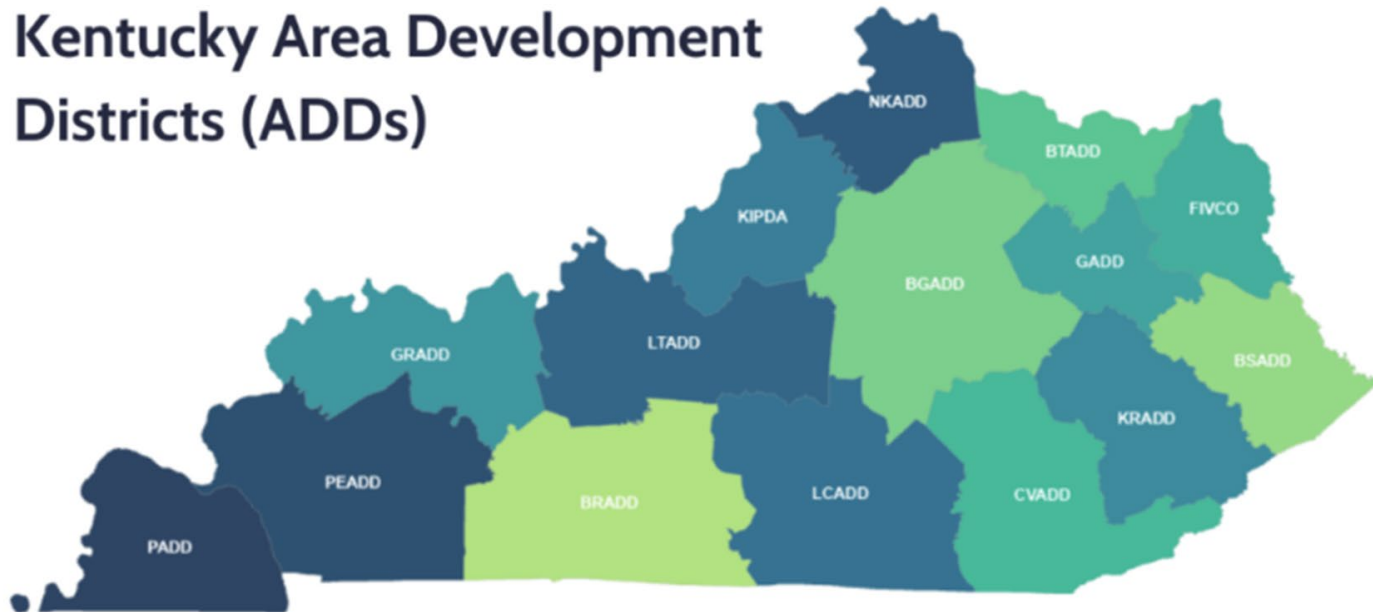 Kentucky Area Development
Districts (ADDs)
NKADD
BTADD
FIVCO
KIPDA
GADD
BGADD
LTADD
GRADD
BSADD
KRADD
PEADD
BRADD
LCADD
CVADD
PADD